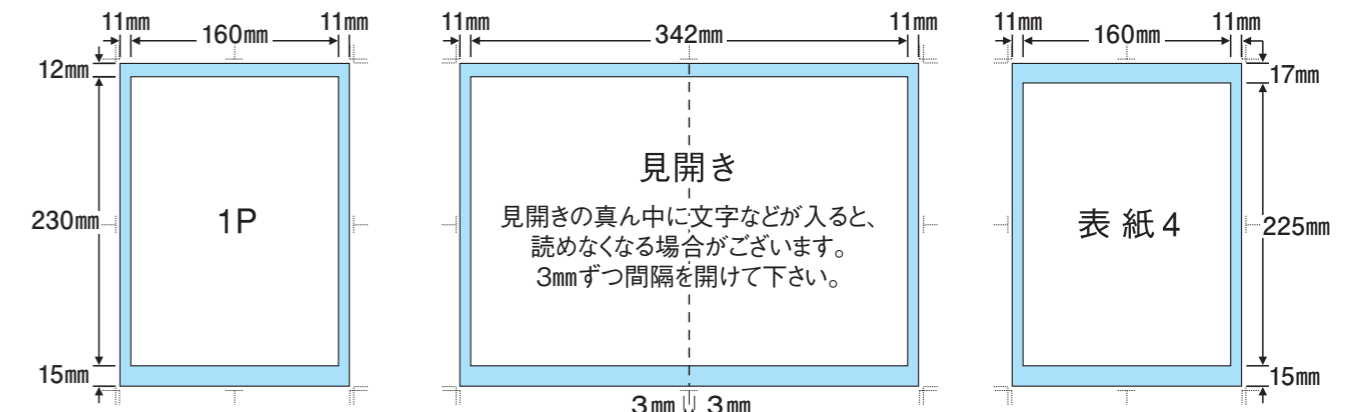 11㎜
160㎜
11㎜
12㎜
230㎜
15㎜
1P
11㎜
342㎜
11㎜
見開き
見開きの真ん中に文字などが入ると、
読めなくなる場合がございます。
3㎜ずつ間隔を開けて下さい。
3㎜
3㎜
11㎜
160㎜
11㎜
17㎜
表紙4
225㎜
15㎜